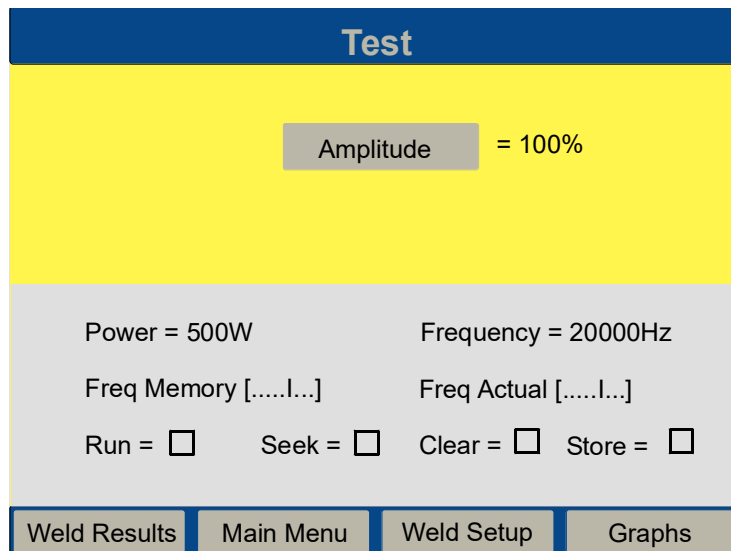 Test
Amplitude = 100%
Power = 500W Frequency = 20000Hz
Freq Memory [.....I...] Freq Actual [.....I...]
Run = Seek = Clear = Store =
Weld Results Main Menu Weld Setup Graphs